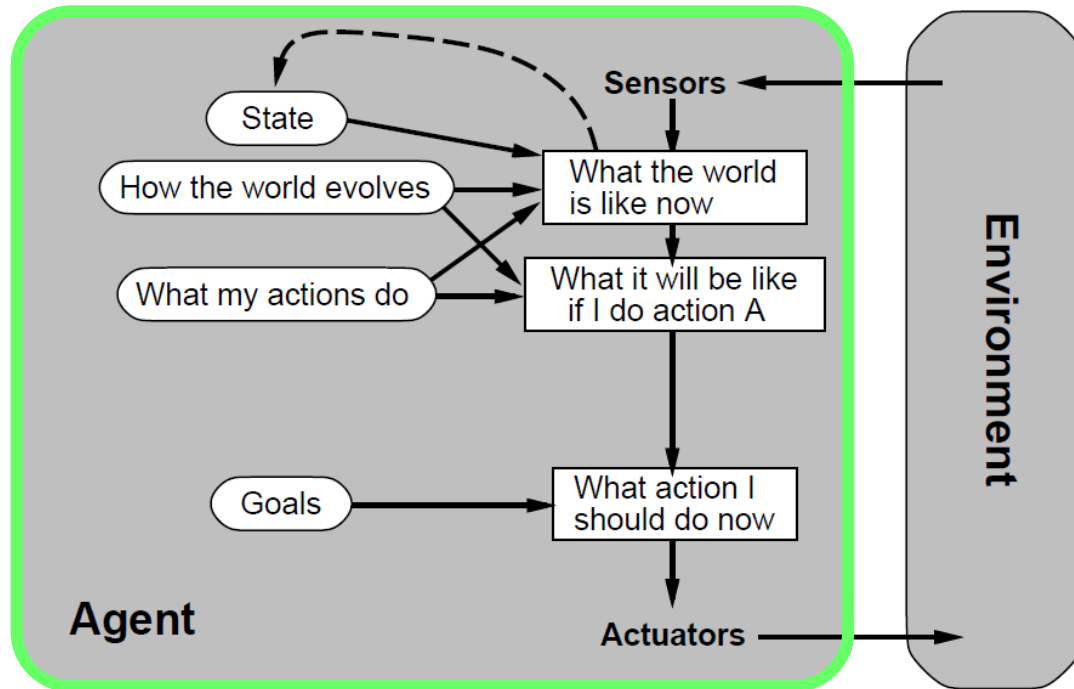 Sensors
State
What the world
is like now
How the world evolves
What it will be like
if I do action A
What my actions do
Environment
Goals
What action I
should do now
Agent
Actuators